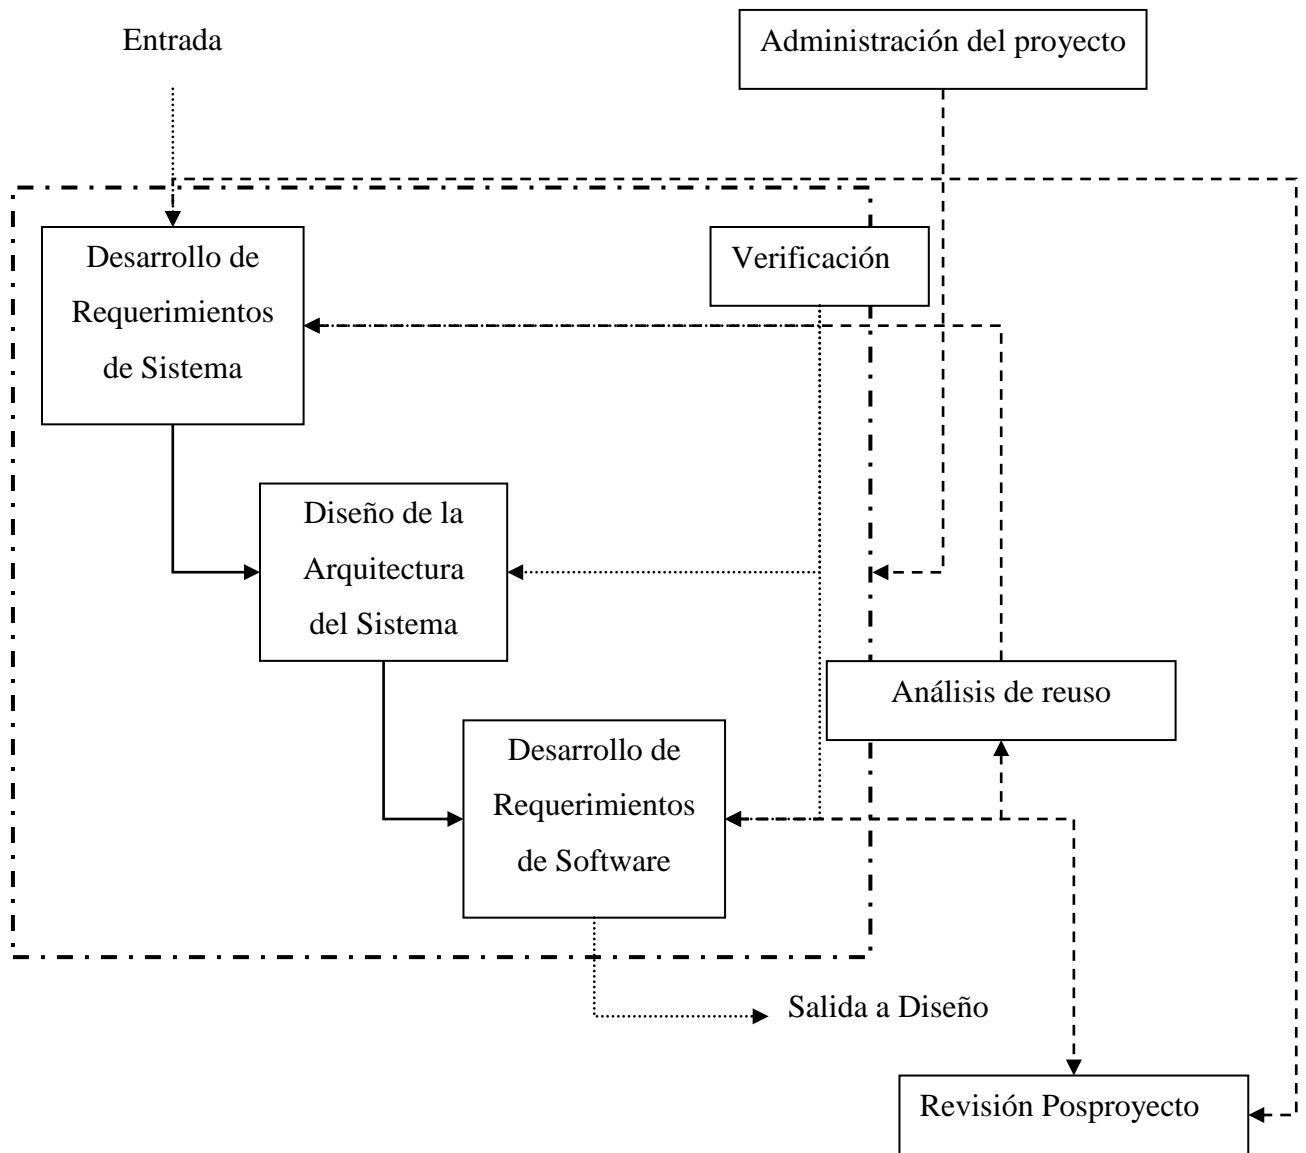 Entrada
Administración del proyecto
Desarrollo de
Requerimientos
de Sistema
Verificación
Diseño de la
Arquitectura
del Sistema
Análisis de reuso
Desarrollo de
Requerimientos
de Software
Salida a Diseño
Revisión Posproyecto